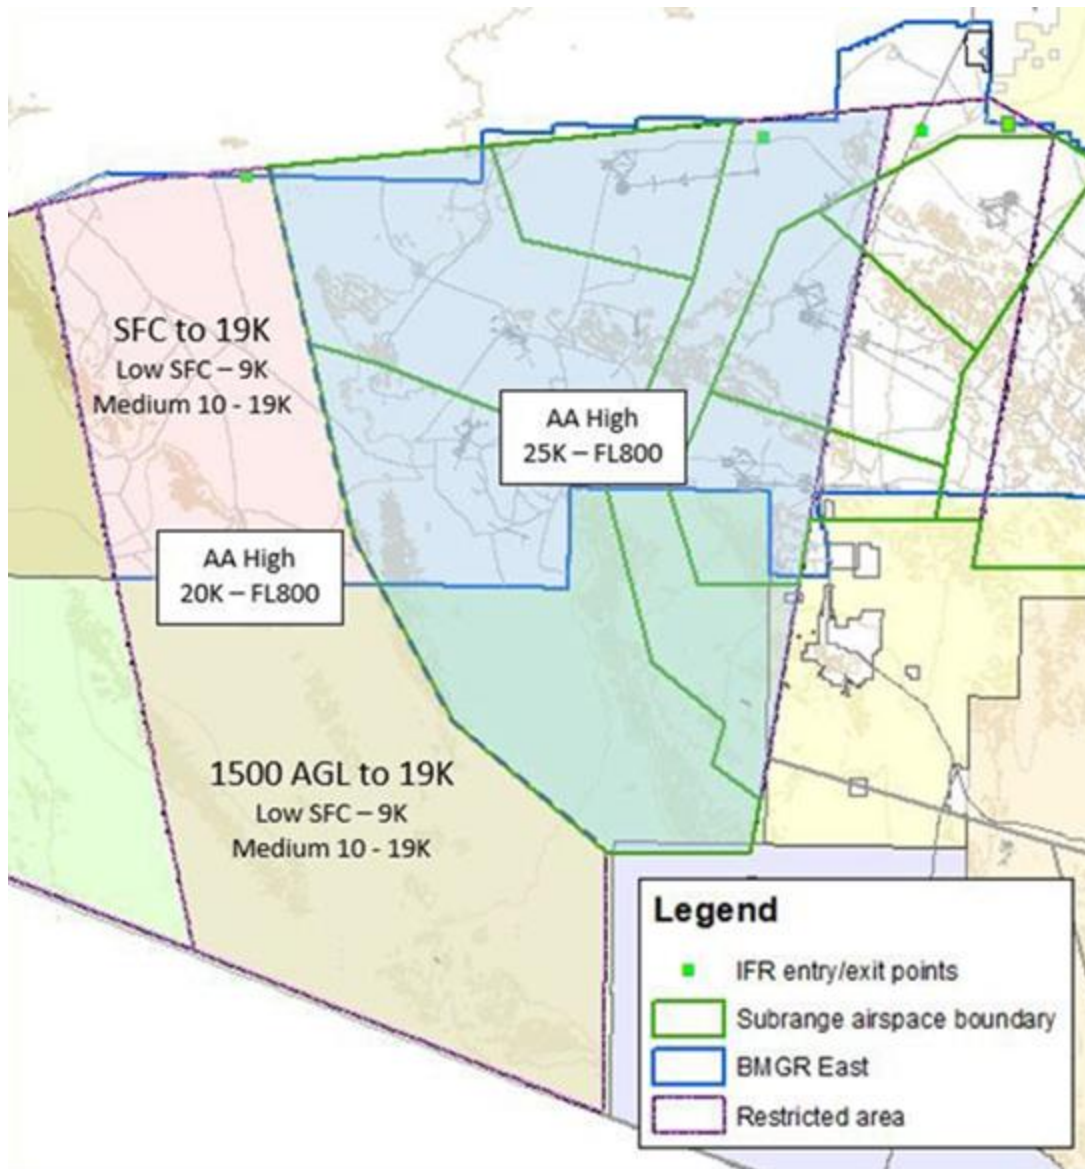 SFC to 19K
Low SFC – 9K
Medium 10 - 19K
AA High
25K – FL800
AA High
20K – FL800
1500 AGL to 19K
Low SFC – 9K
Medium 10 - 19K
Legend
IFR entry/exit points
Subrange airspace boundary
BMGR East
Restricted area